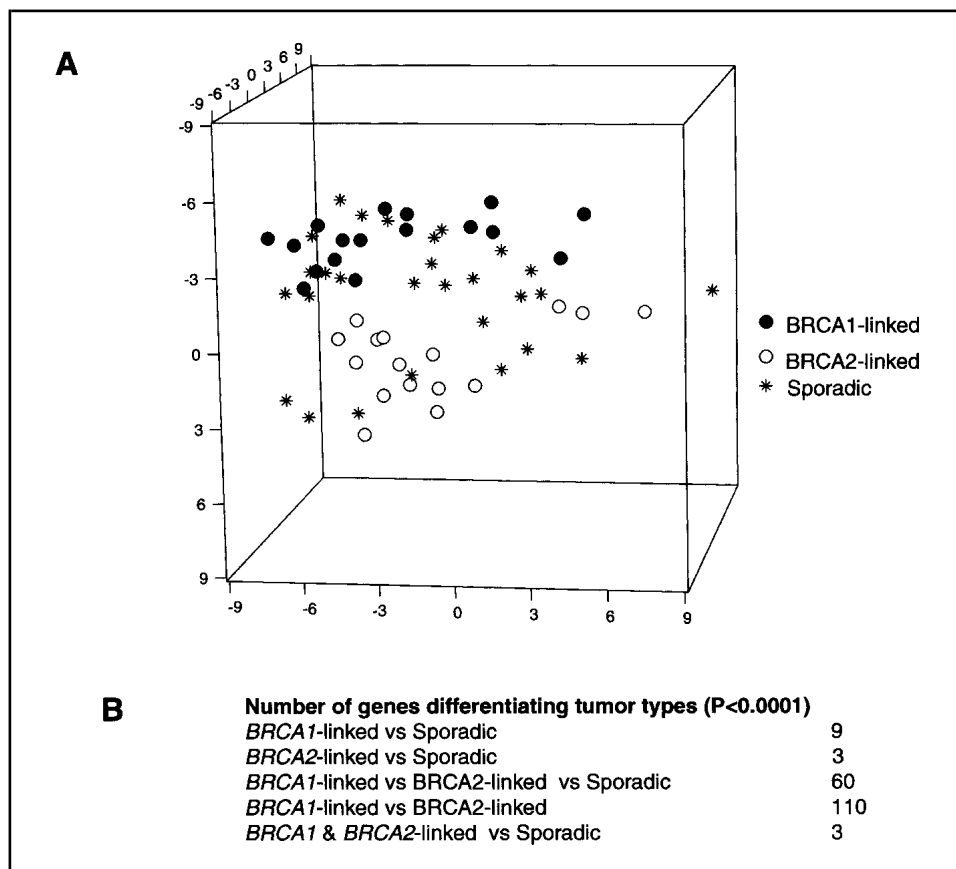 A
-9 -6 -3 0 3 6 9
-9
-6
-3
0
3
6
9
-9 -6 -3 0 3 6 9
BRCA1-linked
BRCA2-linked
Sporadic
B
Number of genes differentiating tumor types (P<0.0001)
BRCA1-linked vs Sporadic 9
BRCA2-linked vs Sporadic 3
BRCA1-linked vs BRCA2-linked vs Sporadic 60
BRCA1-linked vs BRCA2-linked 110
BRCA1 & BRCA2-linked vs Sporadic 3